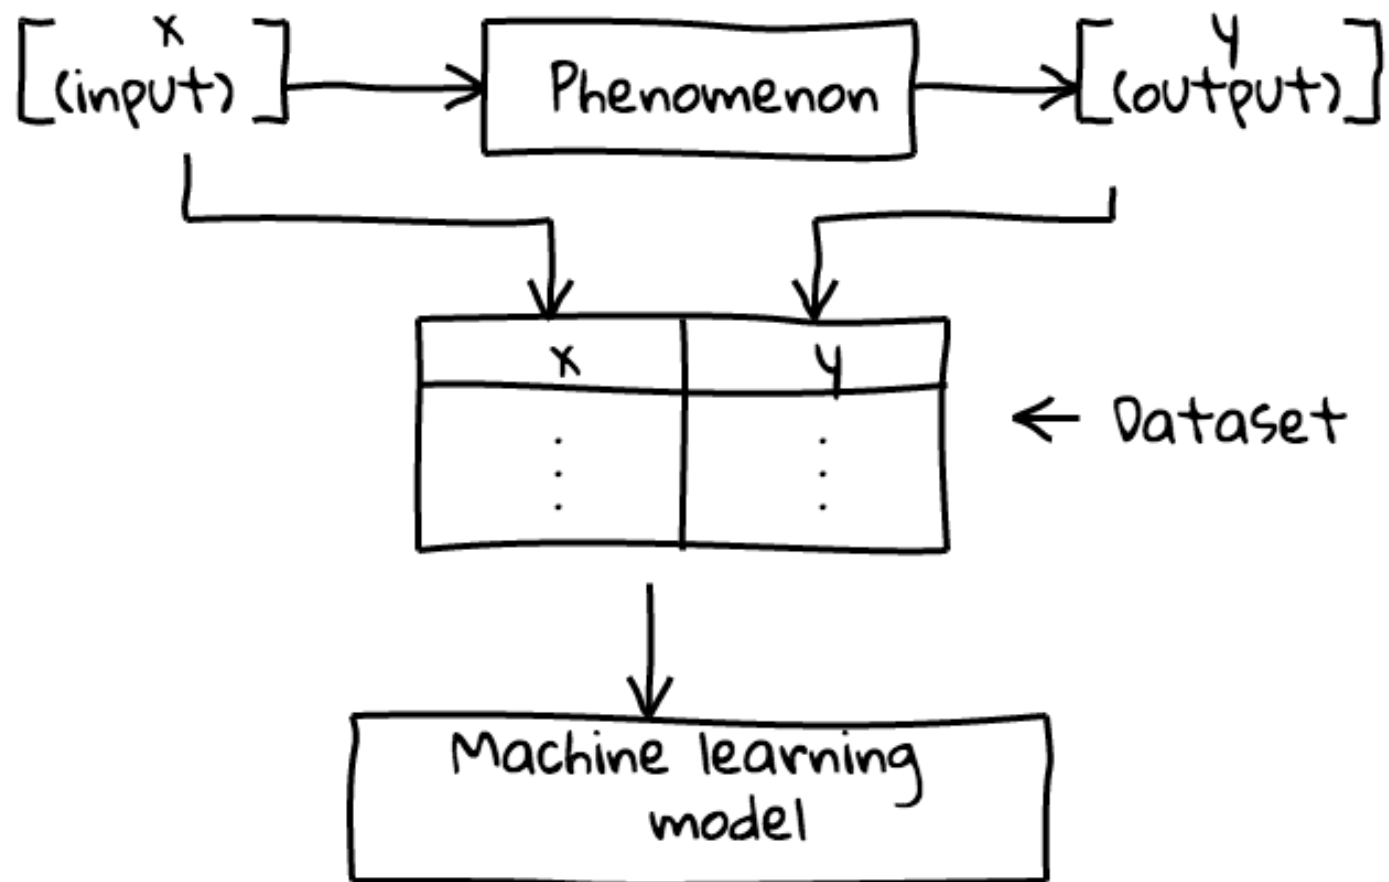 x
(input)
Phenomenon
y
(output)
x
y
Dataset
Machine learning
model